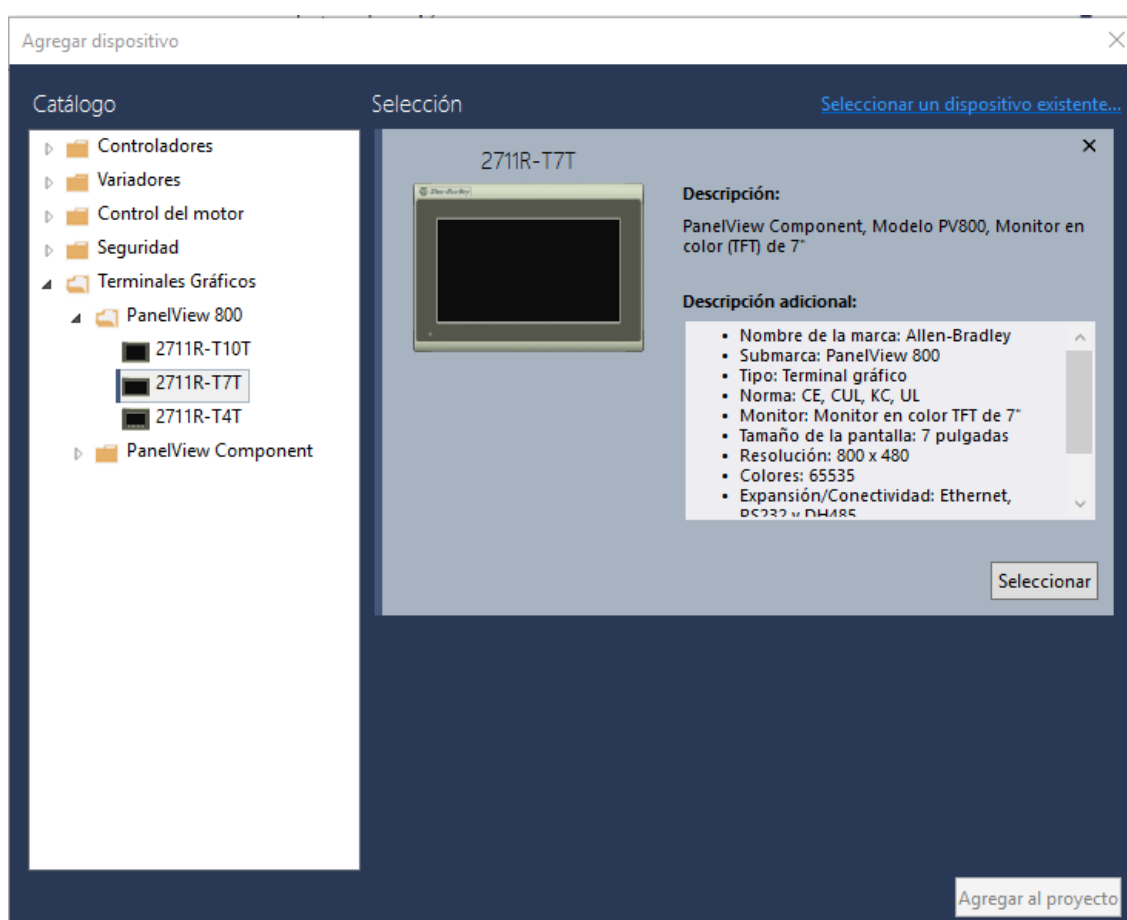 Agregar dispositivo
Catálogo
Selección
Seleccionar un dispositivo existente...
Controladores
Variadores
Control del motor
Seguridad
Terminales Gráficos
PanelView 800
2711R-T10T
2711R-T7T
2711R-T4T
PanelView Component
2711R-T7T
Allen-Bradley
Descripción:
PanelView Component, Modelo PV800, Monitor en
color (TFT) de 7"
Descripción adicional:
• Nombre de la marca: Allen-Bradley
• Submarca: PanelView 800
• Tipo: Terminal gráfico
• Norma: CE, CUL, KC, UL
• Monitor: Monitor en color TFT de 7"
• Tamaño de la pantalla: 7 pulgadas
• Resolución: 800 x 480
• Colores: 65535
• Expansión/Conectividad: Ethernet,
RS232 y DH485
Seleccionar
Agregar al proyecto